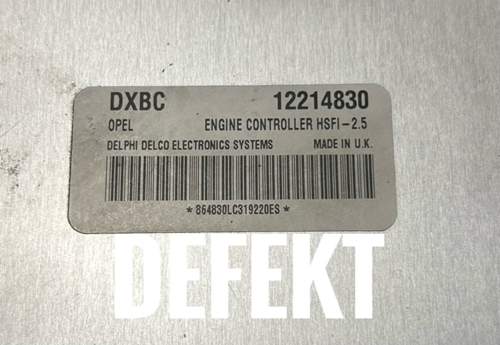 DXBC 12214830
OPEL ENGINE CONTROLLER HSFI-2.5
DELPHI DELCO ELECTRONICS SYSTEMS MADE IN U.K.
*864830LC319220ES*
DEFEKT